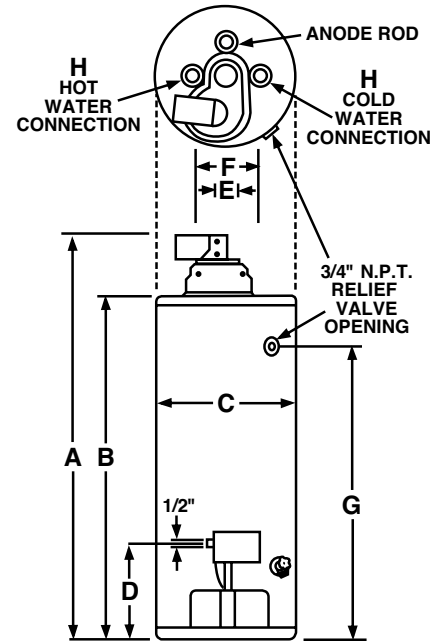 ANODE ROD
H
HOT
WATER
CONNECTION
H
COLD
WATER
CONNECTION
F
E
3/4" N.P.T.
RELIEF
VALVE
OPENING
C
A
B
G
1/2"
D